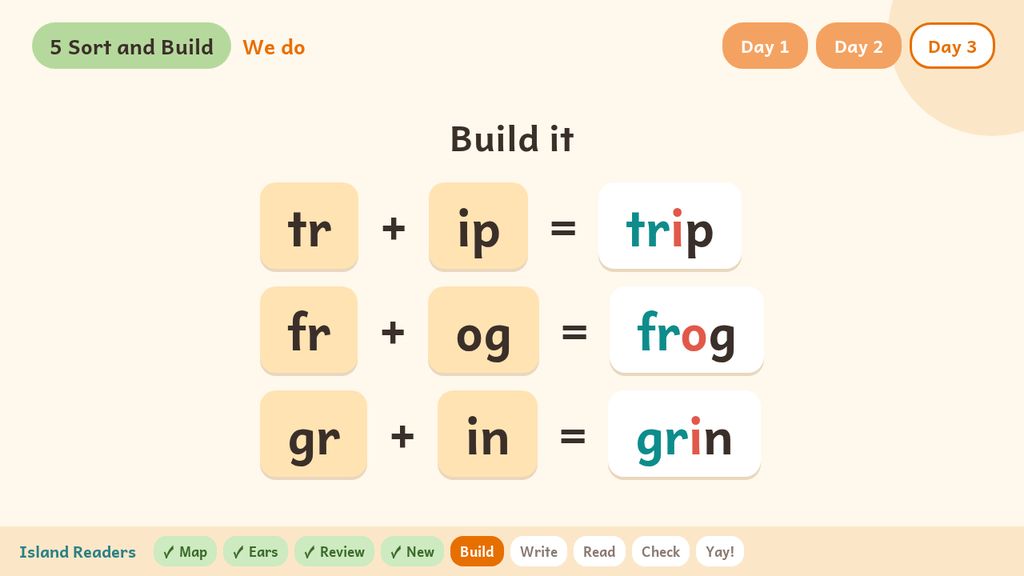 5 Sort and Build We do Day 1 Day 2 Day 3
Build it
tr + ip = trip
fr + og = frog
gr + in = grin
Island Readers ✓ Map ✓ Ears ✓ Review ✓ New Build Write Read Check Yay!